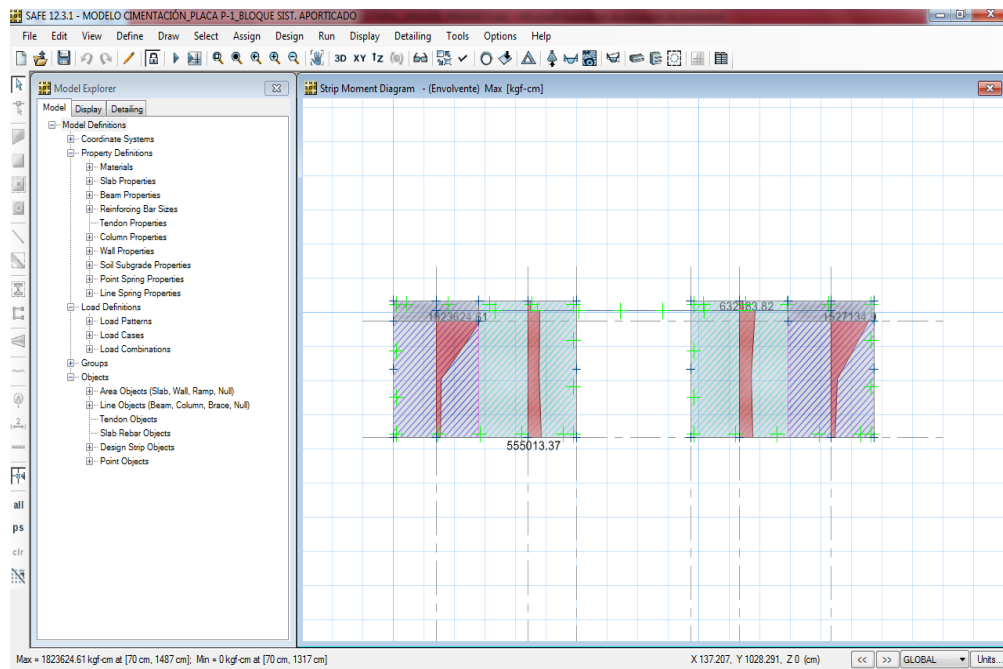 SAFE 12.3.1 - MODELO CIMENTACIÓN_PLACA P-1_BLOQUE SIST. APORTICADO
File Edit View Define Draw Select Assign Design Run Display Detailing Tools Options Help
3D XY
Model Explorer
Model Display Detailing
Model Definitions
Coordinate Systems
Property Definitions
Materials
Slab Properties
Beam Properties
Reinforcing Bar Sizes
Tendon Properties
Column Properties
Wall Properties
Soil Subgrade Properties
Point Spring Properties
Line Spring Properties
Load Definitions
Load Patterns
Load Cases
Load Combinations
Groups
Objects
Area Objects (Slab, Wall, Ramp, Null)
Line Objects (Beam, Column, Brace, Null)
Tendon Objects
Slab Rebar Objects
Design Strip Objects
Point Objects
all
ps
clr
Strip Moment Diagram - (Envolvente) Max [kgf-cm]
1823624.61
555013.37
Max = 1823624.61 kgf-cm at [70 cm, 1487 cm]; Min = 0 kgf-cm at [70 cm, 1317 cm]
X 137.207, Y 1028.291, Z 0 (cm)
<< >> GLOBAL Units...